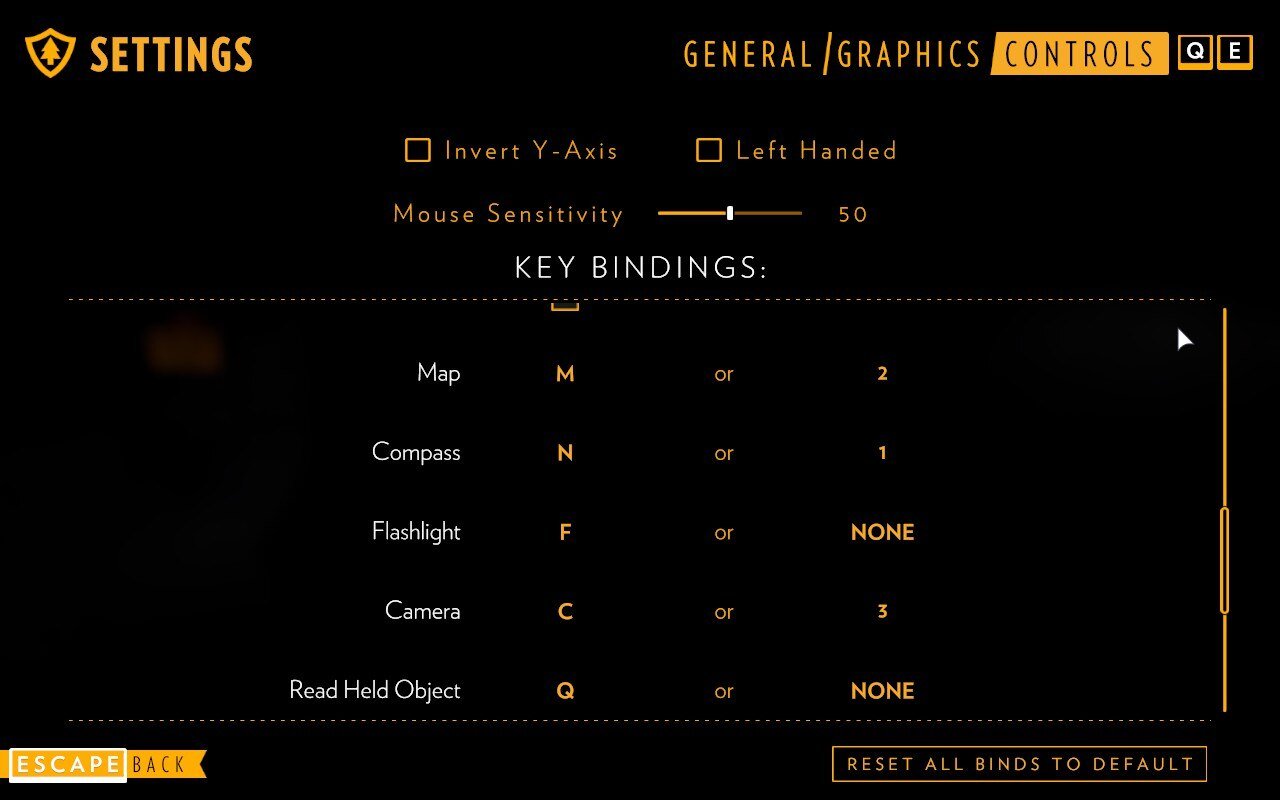 SETTINGS
GENERAL / GRAPHICS CONTROLS Q E
Invert Y-Axis Left Handed
Mouse Sensitivity 50
KEY BINDINGS:
Map M or 2
Compass N or 1
Flashlight F or NONE
Camera C or 3
Read Held Object Q or NONE
ESCAPE BACK
RESET ALL BINDS TO DEFAULT